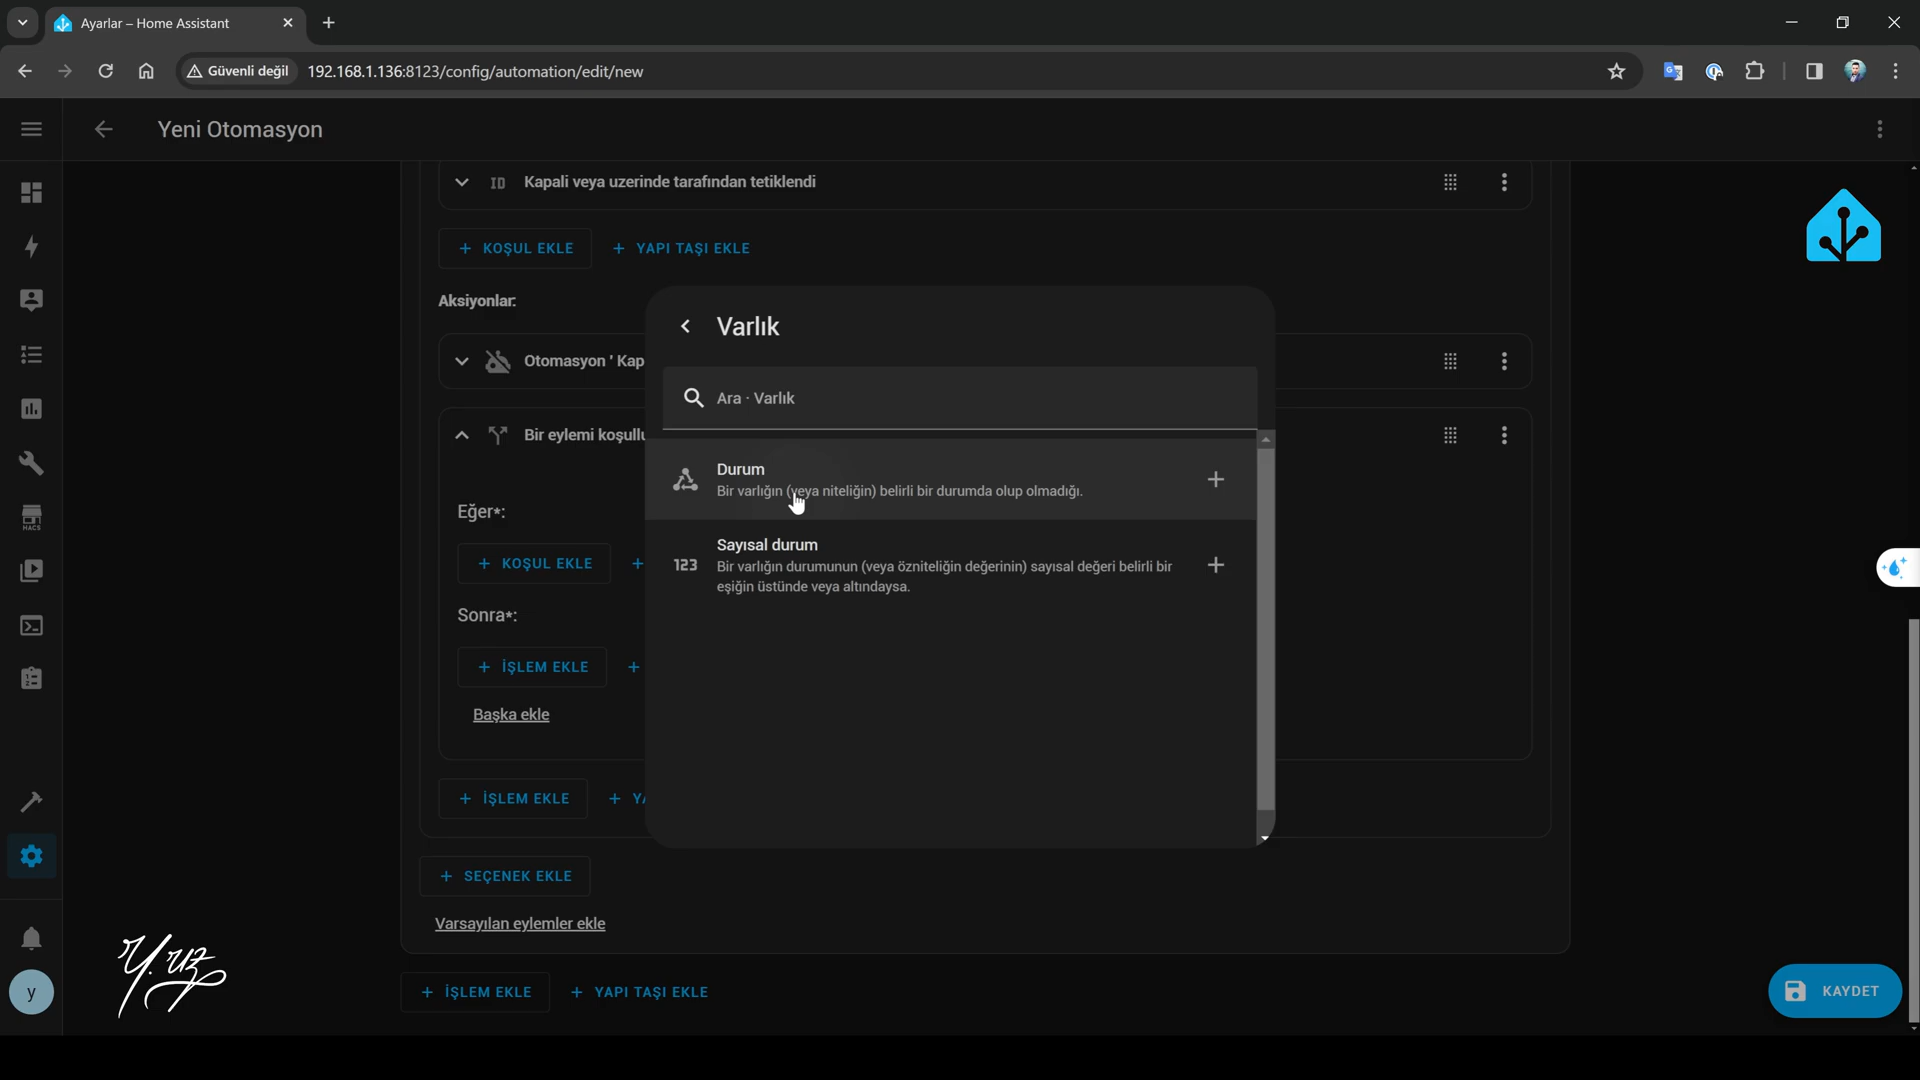 Ayarlar – Home Assistant
Güvenli değil
192.168.1.136:8123/config/automation/edit/new
Yeni Otomasyon
ID Kapali veya uzerinde tarafından tetiklendi
+ KOŞUL EKLE + YAPI TAŞI EKLE
Aksiyonlar:
Otomasyon ' Kap
Bir eylemi koşullu
Eğer*:
+ KOŞUL EKLE +
Sonra*:
+ İŞLEM EKLE +
Başka ekle
+ İŞLEM EKLE + YA
+ SEÇENEK EKLE
Varsayılan eylemler ekle
+ İŞLEM EKLE + YAPI TAŞI EKLE
Varlık
Ara · Varlık
Durum
Bir varlığın (veya niteliğin) belirli bir durumda olup olmadığı.
123
Sayısal durum
Bir varlığın durumunun (veya özniteliğin değerinin) sayısal değeri belirli bir
eşiğin üstünde veya altındaysa.
HACS
y
Y.uz
KAYDET